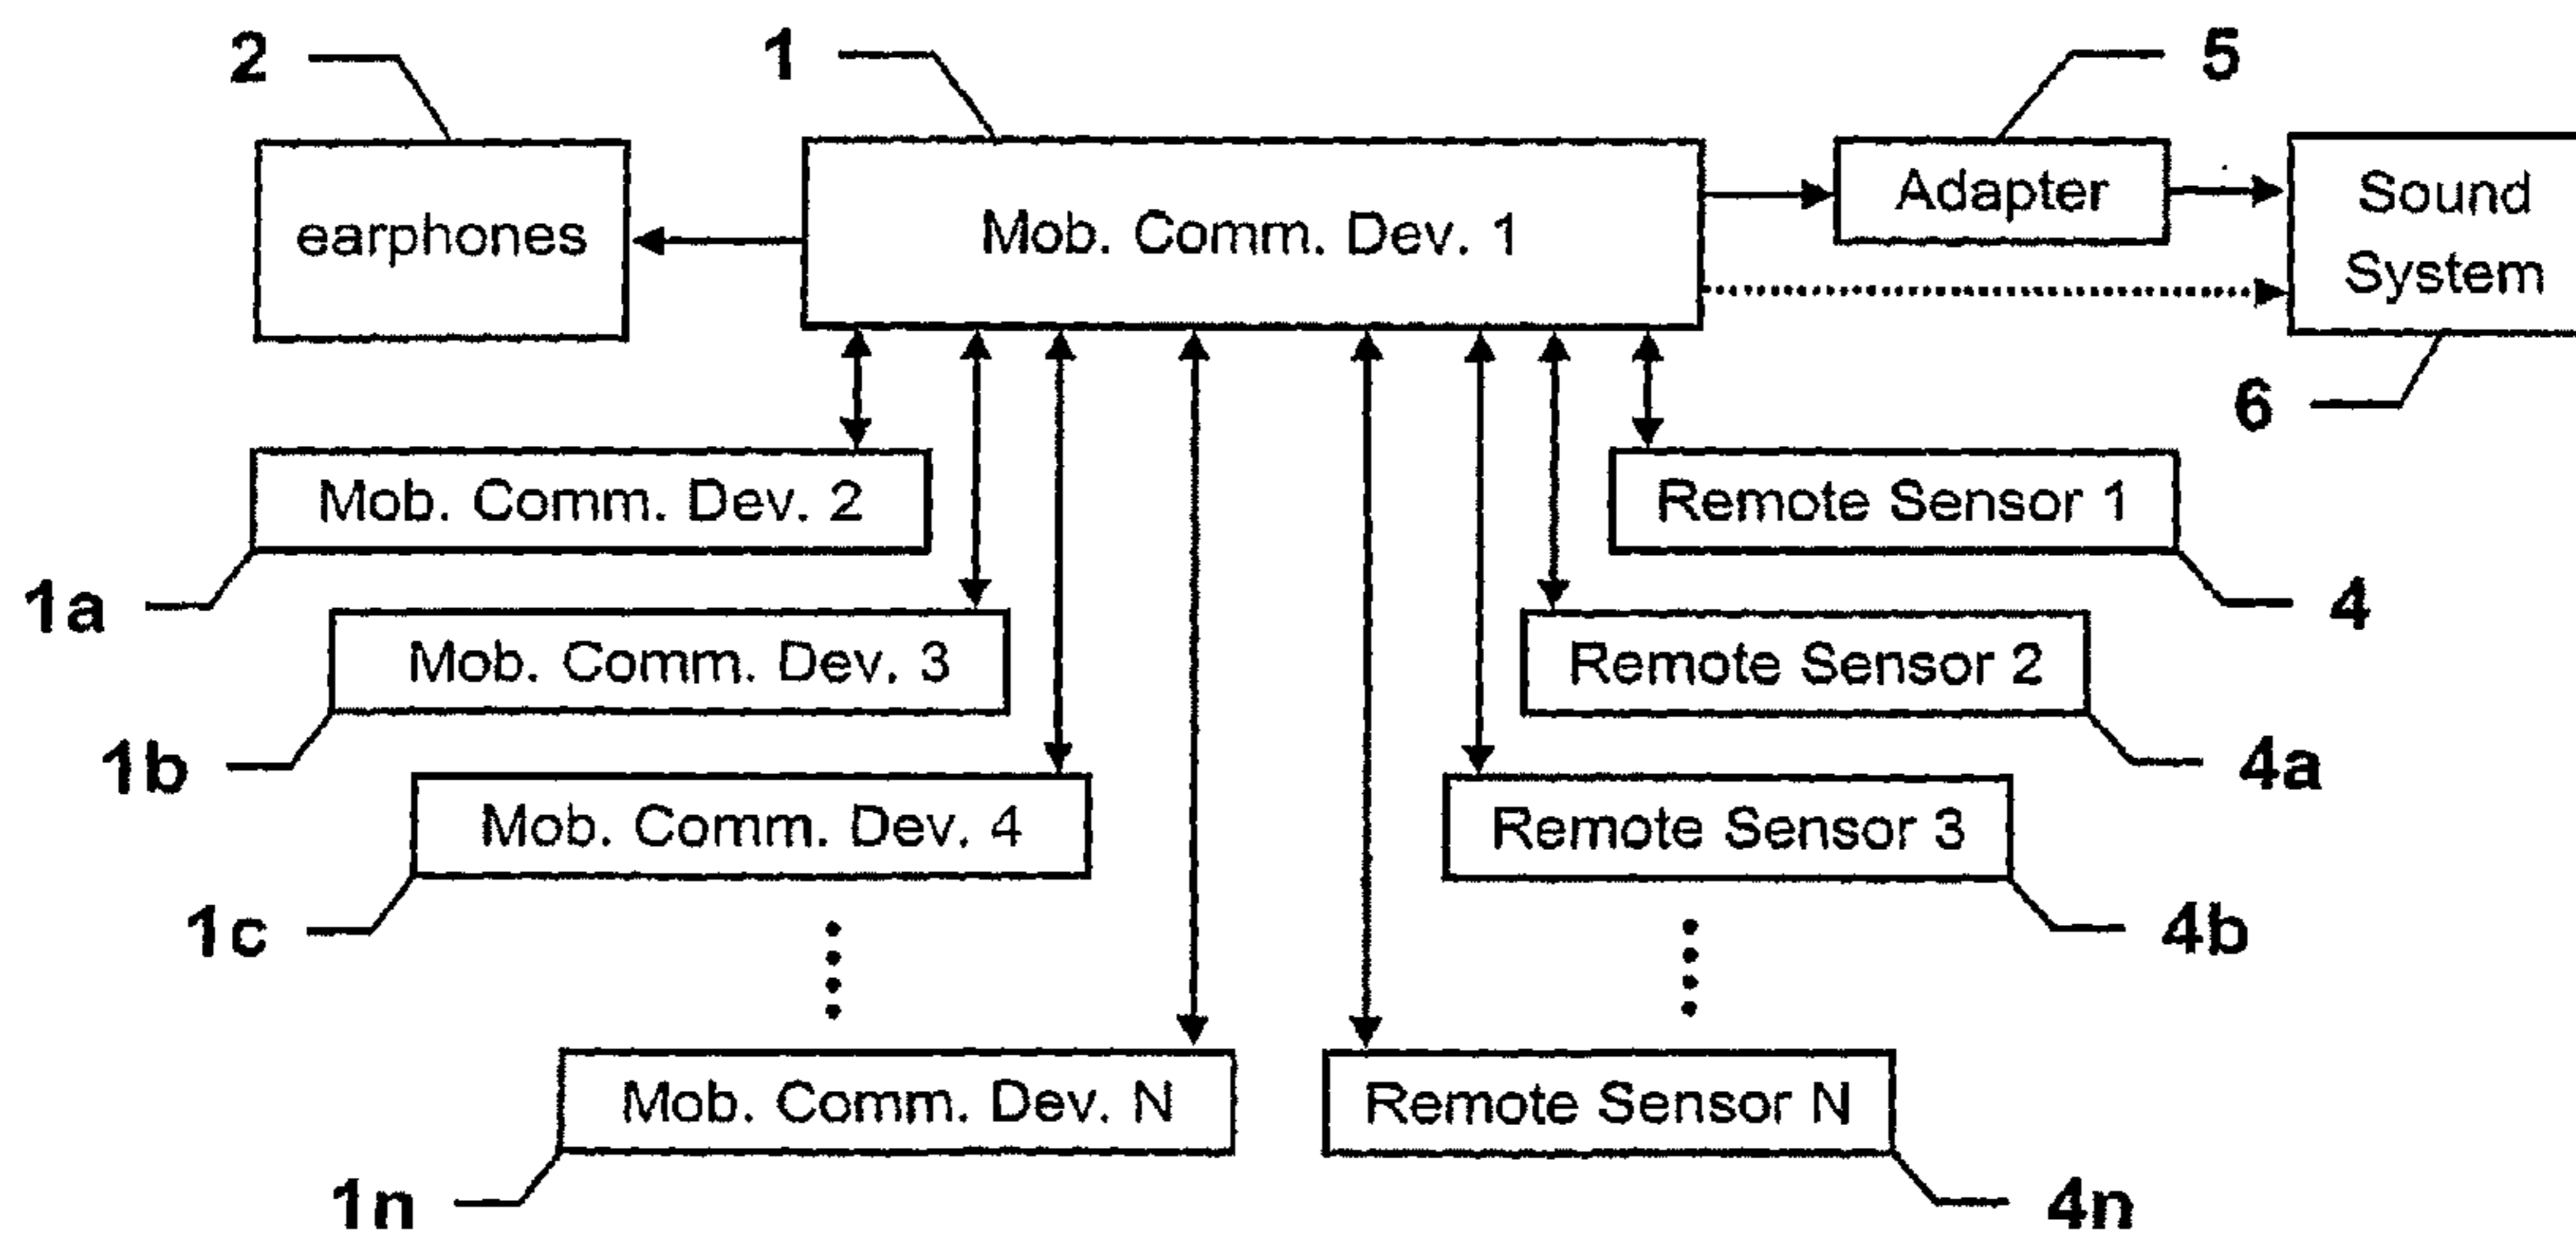 2
1
5
earphones
Mob. Comm. Dev. 1
Adapter
Sound
System
6
Mob. Comm. Dev. 2
Remote Sensor 1
1a
4
Mob. Comm. Dev. 3
Remote Sensor 2
1b
4a
Mob. Comm. Dev. 4
Remote Sensor 3
1c
4b
Mob. Comm. Dev. N
Remote Sensor N
1n
4n